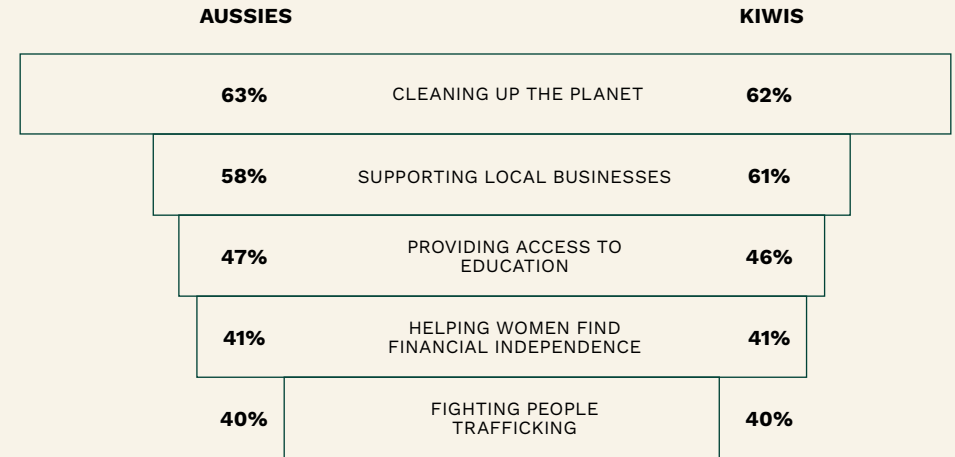 AUSSIES KIWIS
63% CLEANING UP THE PLANET 62%
58% SUPPORTING LOCAL BUSINESSES 61%
47% PROVIDING ACCESS TO
EDUCATION 46%
41% HELPING WOMEN FIND
FINANCIAL INDEPENDENCE 41%
40% FIGHTING PEOPLE
TRAFFICKING 40%